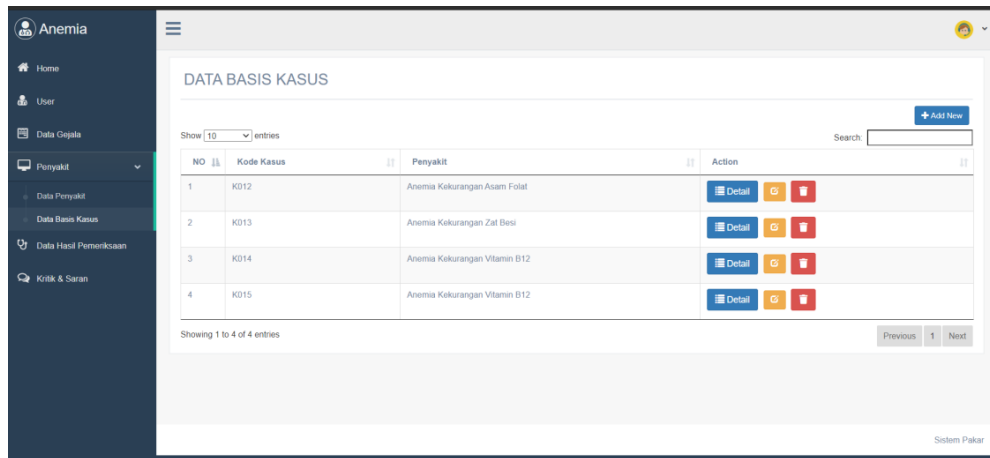 Anemia
Home
User
Data Gejala
Penyakit
Data Penyakit
Data Basis Kasus
Data Hasil Pemeriksaan
Kritik & Saran
DATA BASIS KASUS
Add New
Show 10 entries
Search:
NO Kode Kasus Penyakit Action
1 K012 Anemia Kekurangan Asam Folat Detail
2 K013 Anemia Kekurangan Zat Besi Detail
3 K014 Anemia Kekurangan Vitamin B12 Detail
4 K015 Anemia Kekurangan Vitamin B12 Detail
Showing 1 to 4 of 4 entries
Previous 1 Next
Sistem Pakar